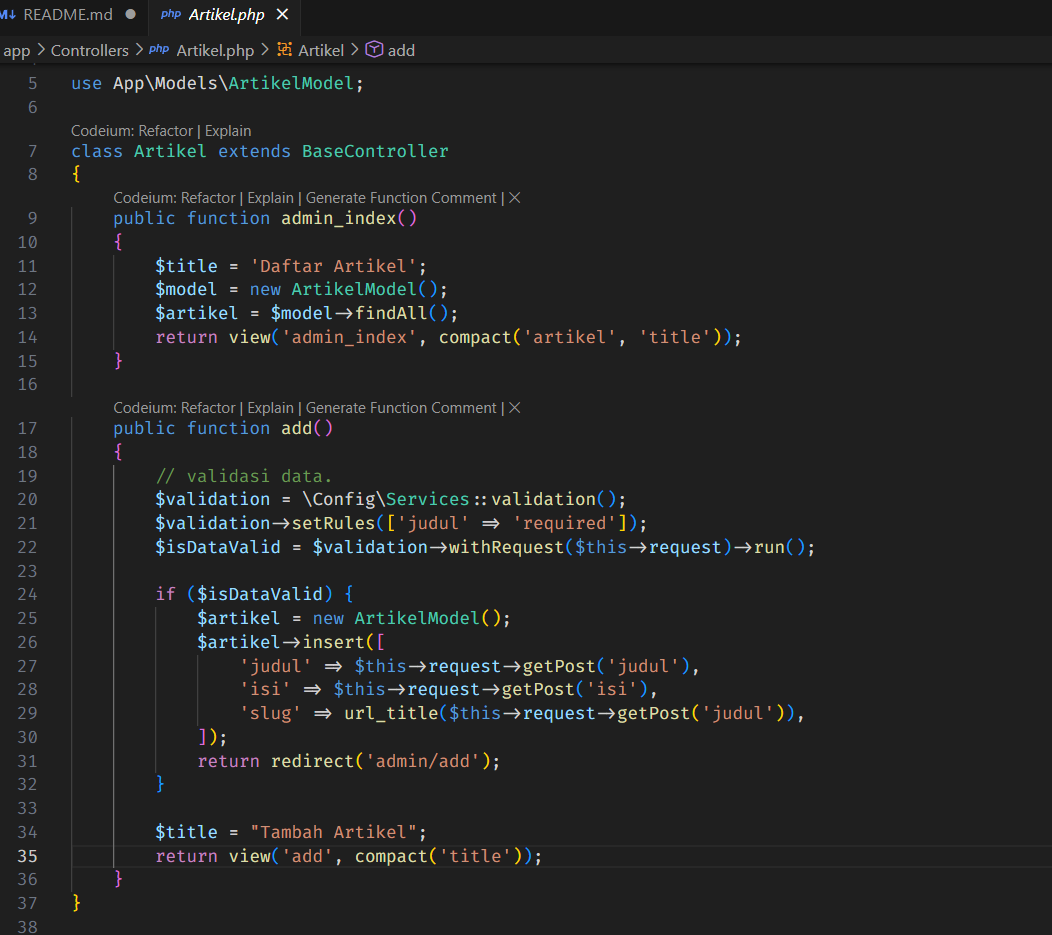 README.md ● php Artikel.php ×
app > Controllers > php Artikel.php > Artikel > add
5 use App\Models\ArtikelModel;
6
Codeium: Refactor | Explain
7 class Artikel extends BaseController
8 {
Codeium: Refactor | Explain | Generate Function Comment | ×
9 public function admin_index()
10 {
11 $title = 'Daftar Artikel';
12 $model = new ArtikelModel();
13 $artikel = $model->findAll();
14 return view('admin_index', compact('artikel', 'title'));
15 }
16
Codeium: Refactor | Explain | Generate Function Comment | ×
17 public function add()
18 {
19 // validasi data.
20 $validation = \Config\Services::validation();
21 $validation->setRules(['judul' => 'required']);
22 $isDataValid = $validation->withRequest($this->request)->run();
23
24 if ($isDataValid) {
25 $artikel = new ArtikelModel();
26 $artikel->insert([
27 'judul' => $this->request->getPost('judul'),
28 'isi' => $this->request->getPost('isi'),
29 'slug' => url_title($this->request->getPost('judul')),
30 ]);
31 return redirect('admin/add');
32 }
33
34 $title = "Tambah Artikel";
35 return view('add', compact('title'));
36 }
37 }
38